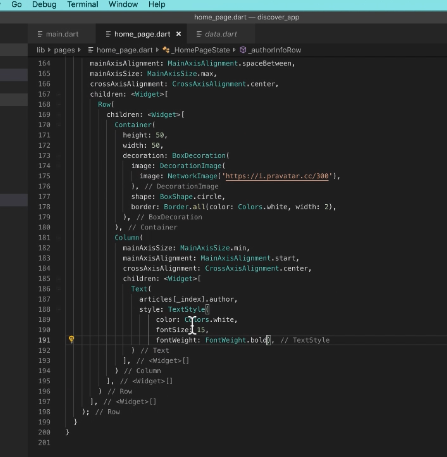 Go Debug Terminal Window Help
home_page.dart — discover_app
main.dart home_page.dart × data.dart
lib › pages › home_page.dart › _HomePageState › _authorInfoRow
164 mainAxisAlignment: MainAxisAlignment.spaceBetween,
165 mainAxisSize: MainAxisSize.max,
166 crossAxisAlignment: CrossAxisAlignment.center,
167 children: <Widget>[
168 Row(
169 children: <Widget>[
170 Container(
171 height: 50,
172 width: 50,
173 decoration: BoxDecoration(
174 image: DecorationImage(
175 image: NetworkImage('https://i.pravatar.cc/300'),
176 ), // DecorationImage
177 shape: BoxShape.circle,
178 border: Border.all(color: Colors.white, width: 2),
179 ), // BoxDecoration
180 ), // Container
181 Column(
182 mainAxisSize: MainAxisSize.min,
183 mainAxisAlignment: MainAxisAlignment.start,
184 crossAxisAlignment: CrossAxisAlignment.center,
185 children: <Widget>[
186 Text(
187 articles[_index].author,
188 style: TextStyle(
189 color: Colors.white,
190 fontSize: 15,
191 fontWeight: FontWeight.bold), // TextStyle
192 ) // Text
193 ], // <Widget>[]
194 ) // Column
195 ], // <Widget>[]
196 ) // Row
197 ], // <Widget>[]
198 ); // Row
199 }
200 }
201